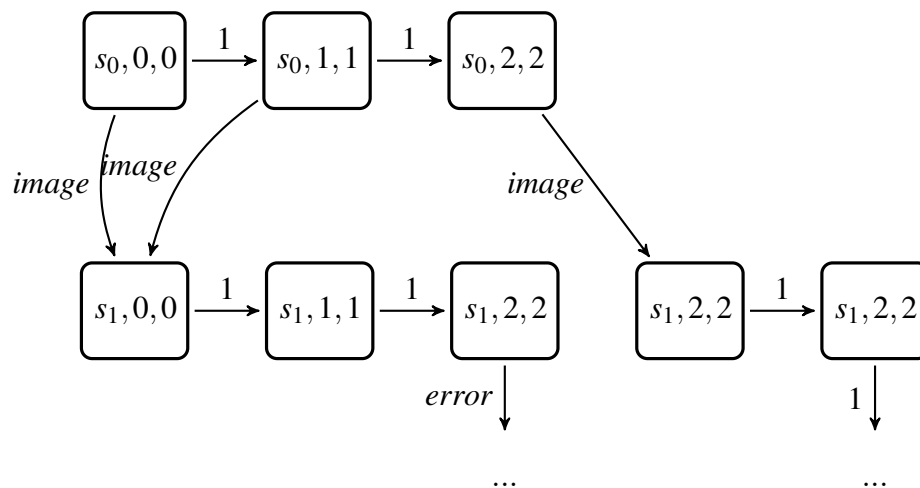 1 1
s₀,0,0 s₀,1,1 s₀,2,2
image image image
1 1 1
s₁,0,0 s₁,1,1 s₁,2,2 s₁,2,2 s₁,2,2
error 1
... ...